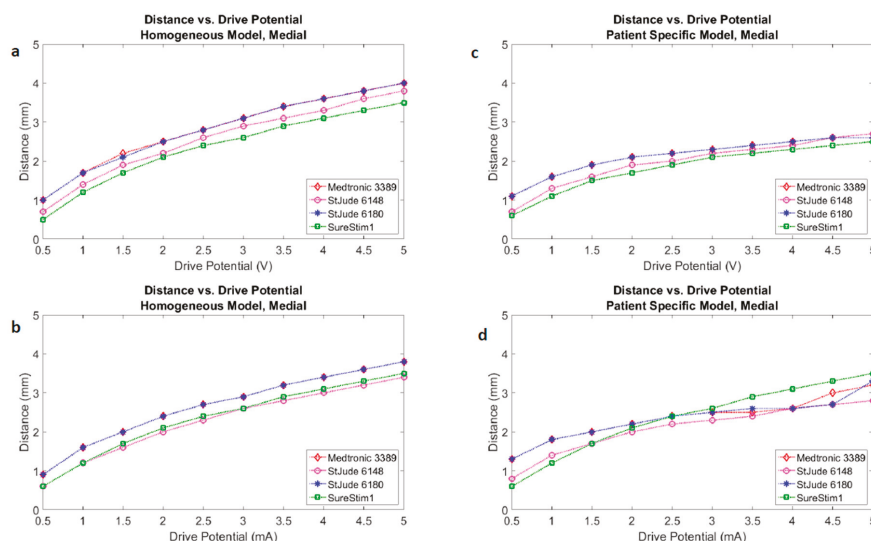 a
Distance vs. Drive Potential
Homogeneous Model, Medial
5
4
3
2
1
0
Distance (mm)
0.5 1 1.5 2 2.5 3 3.5 4 4.5 5
Drive Potential (V)
Medtronic 3389
StJude 6148
StJude 6180
SureStim1
c
Distance vs. Drive Potential
Patient Specific Model, Medial
5
4
3
2
1
0
Distance (mm)
0.5 1 1.5 2 2.5 3 3.5 4 4.5 5
Drive Potential (V)
Medtronic 3389
StJude 6148
StJude 6180
SureStim1
b
Distance vs. Drive Potential
Homogeneous Model, Medial
5
4
3
2
1
0
Distance (mm)
0.5 1 1.5 2 2.5 3 3.5 4 4.5 5
Drive Potential (mA)
Medtronic 3389
StJude 6148
StJude 6180
SureStim1
d
Distance vs. Drive Potential
Patient Specific Model, Medial
5
4
3
2
1
0
Distance (mm)
0.5 1 1.5 2 2.5 3 3.5 4 4.5 5
Drive Potential (mA)
Medtronic 3389
StJude 6148
StJude 6180
SureStim1